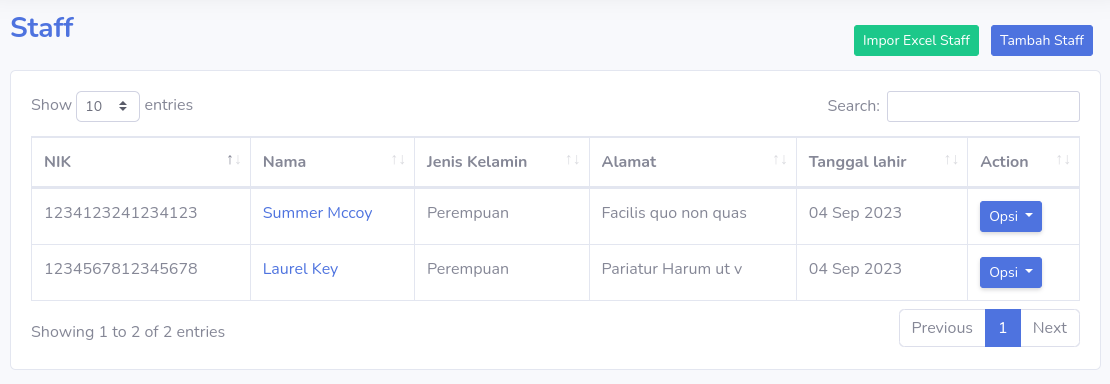 Staff
Impor Excel Staff Tambah Staff
Show 10 entries Search:
NIK Nama Jenis Kelamin Alamat Tanggal lahir Action
1234123241234123 Summer Mccoy Perempuan Facilis quo non quas 04 Sep 2023 Opsi
1234567812345678 Laurel Key Perempuan Pariatur Harum ut v 04 Sep 2023 Opsi
Showing 1 to 2 of 2 entries Previous 1 Next